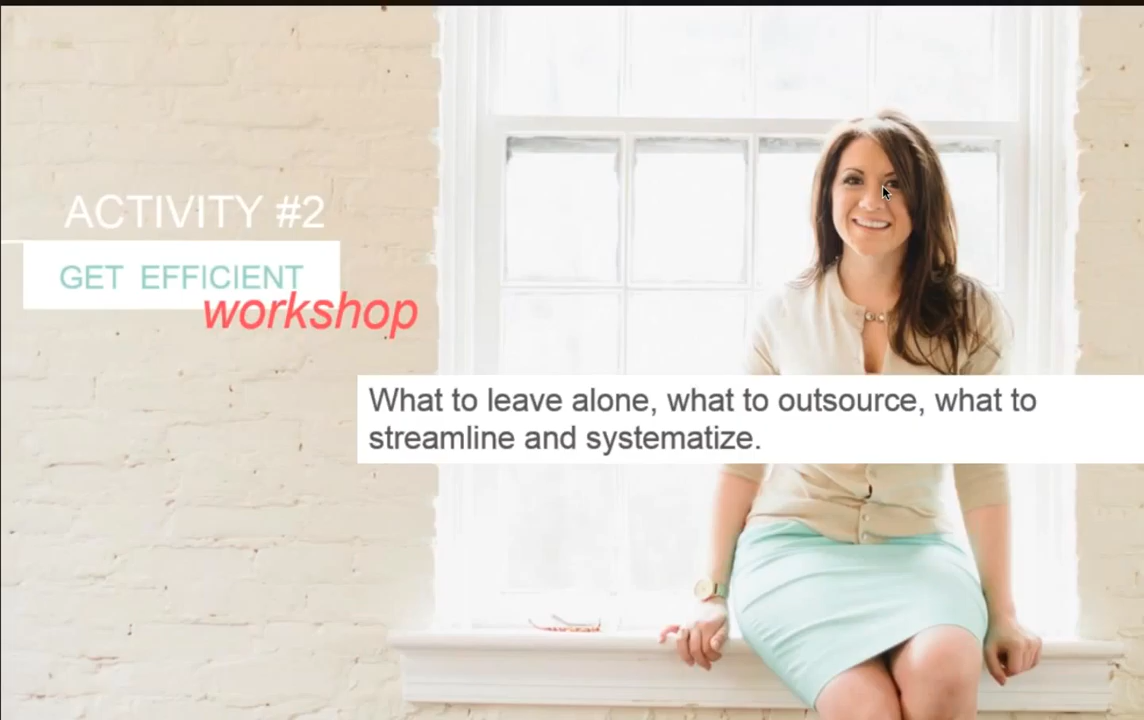 ACTIVITY #2
GET EFFICIENT
workshop
What to leave alone, what to outsource, what to
streamline and systematize.